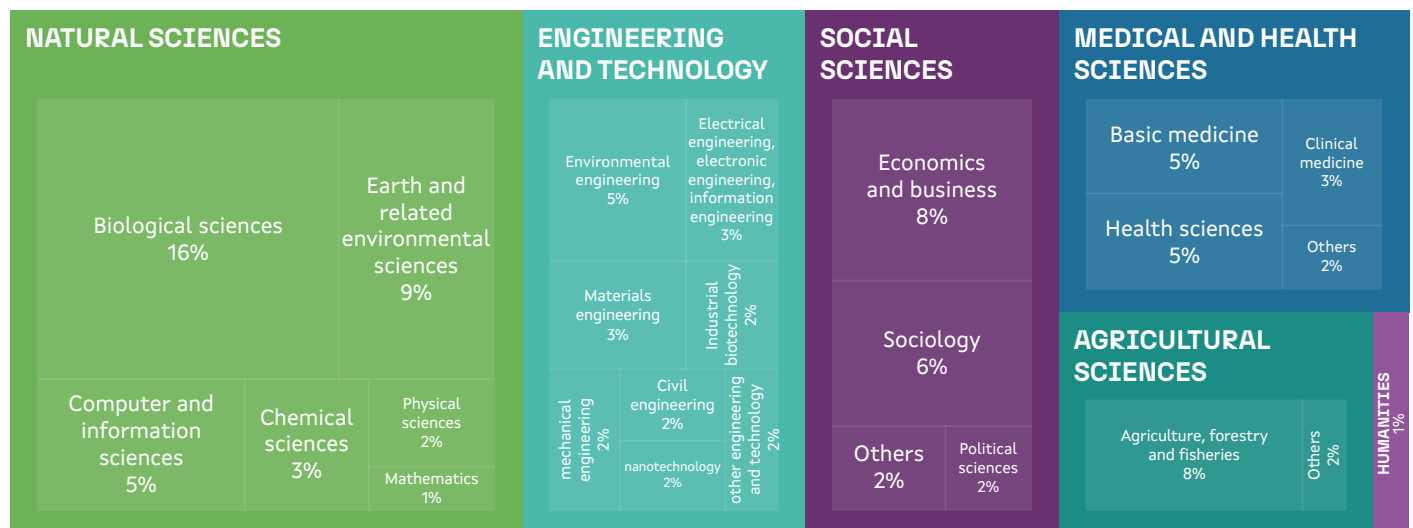 NATURAL SCIENCES
Biological sciences
16%
Earth and
related
environmental
sciences
9%
Computer and
information
sciences
5%
Chemical
sciences
3%
Physical
sciences
2%
Mathematics
1%
ENGINEERING
AND TECHNOLOGY
Environmental
engineering
5%
Electrical
engineering,
electronic
engineering,
information
engineering
3%
Materials
engineering
3%
Industrial
biotechnology
2%
mechanical
engineering
2%
Civil
engineering
2%
nanotechnology
2%
other engineering
and technology
2%
SOCIAL
SCIENCES
Economics
and business
8%
Sociology
6%
Others
2%
Political
sciences
2%
MEDICAL AND HEALTH
SCIENCES
Basic medicine
5%
Health sciences
5%
Clinical
medicine
3%
Others
2%
AGRICULTURAL
SCIENCES
Agriculture, forestry
and fisheries
8%
Others
2%
HUMANITIES
1%